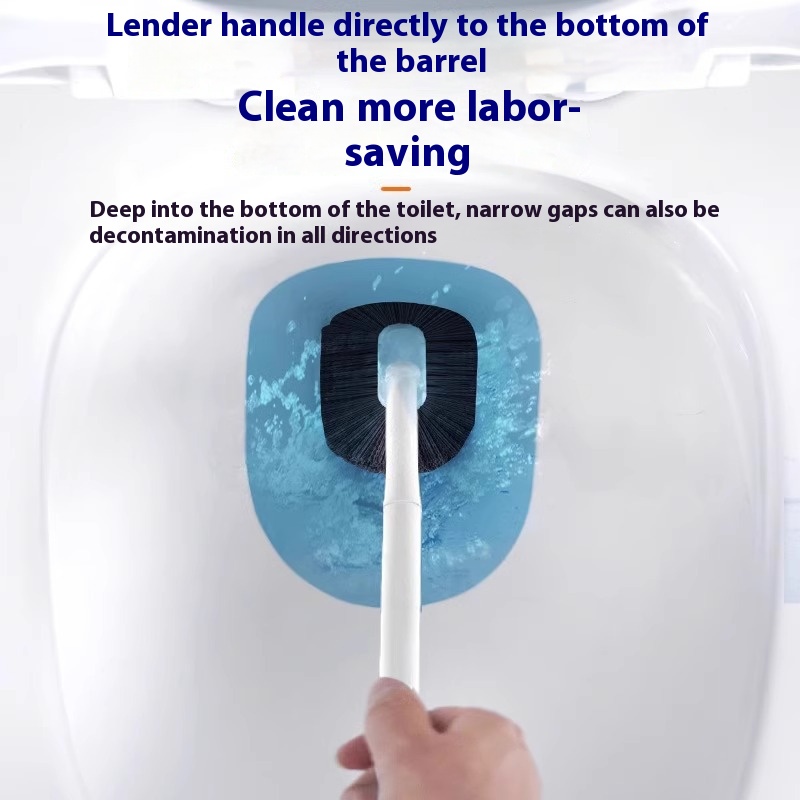 Lender handle directly to the bottom of
the barrel
Clean more labor-
saving
Deep into the bottom of the toilet, narrow gaps can also be
decontamination in all directions